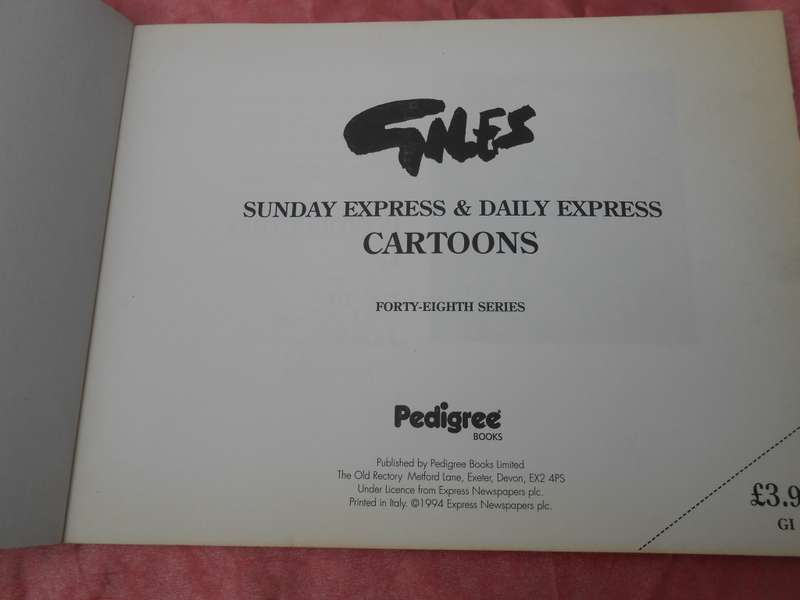 GILES
SUNDAY EXPRESS & DAILY EXPRESS
CARTOONS
FORTY-EIGHTH SERIES
Pedigree
BOOKS
Published by Pedigree Books Limited
The Old Rectory Matford Lane, Exeter, Devon, EX2 4PS
Under Licence from Express Newspapers plc.
Printed in Italy. ©1994 Express Newspapers plc.
£3.9
GI